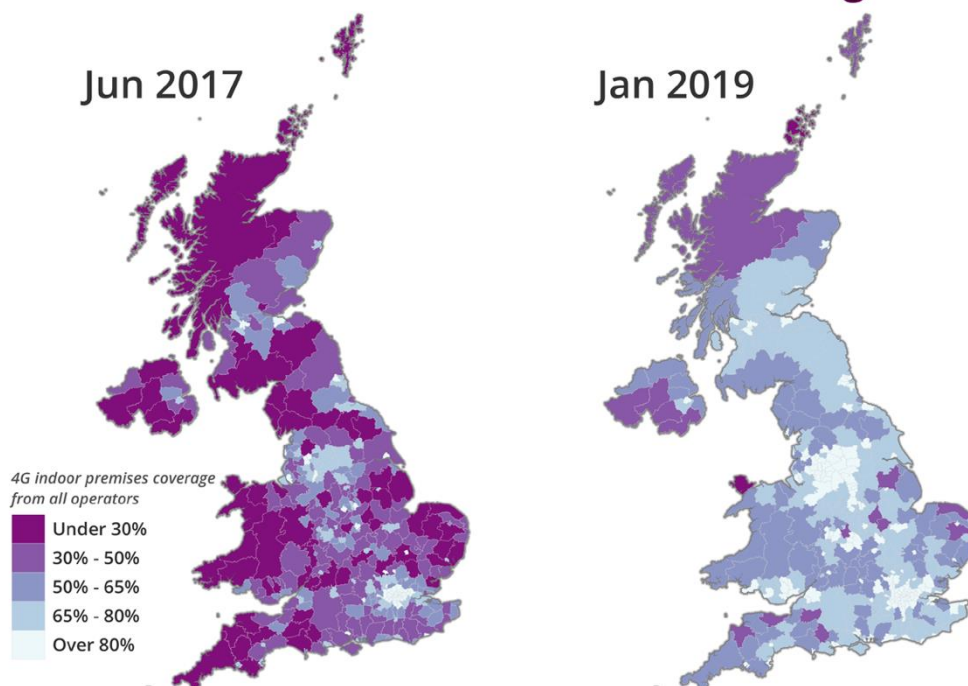 Jun 2017
Jan 2019
4G indoor premises coverage
from all operators
Under 30%
30% - 50%
50% - 65%
65% - 80%
Over 80%